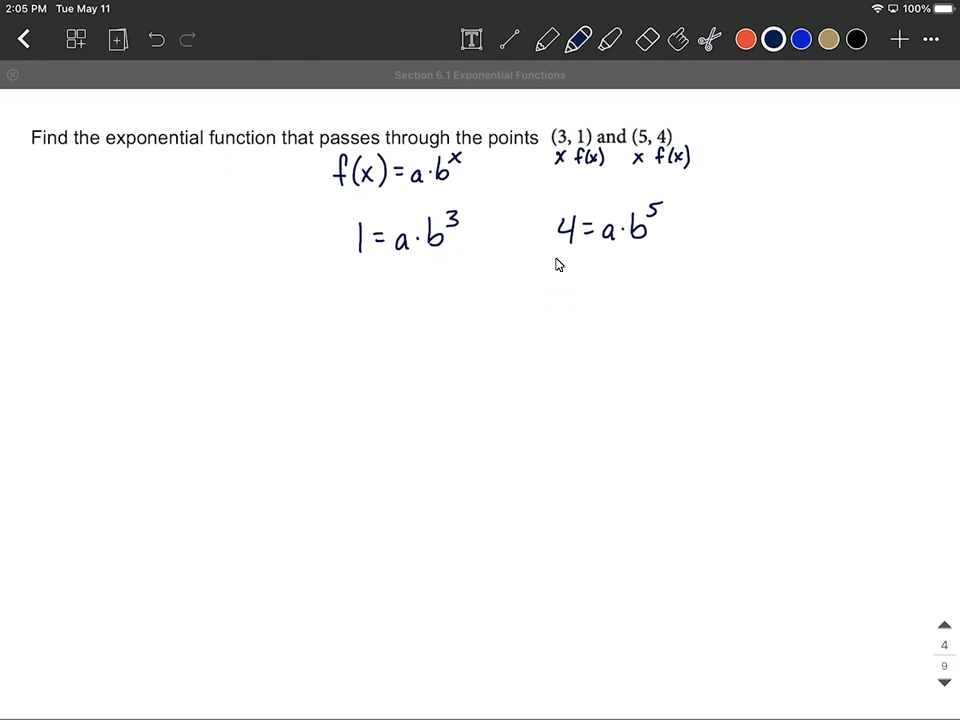 2:05 PM Tue May 11 100%
T
Section 6.1 Exponential Functions
Find the exponential function that passes through the points (3, 1) and (5, 4)
x f(x) x f(x)
f(x) = a · b^x
1 = a · b^3 4 = a · b^5
4
9